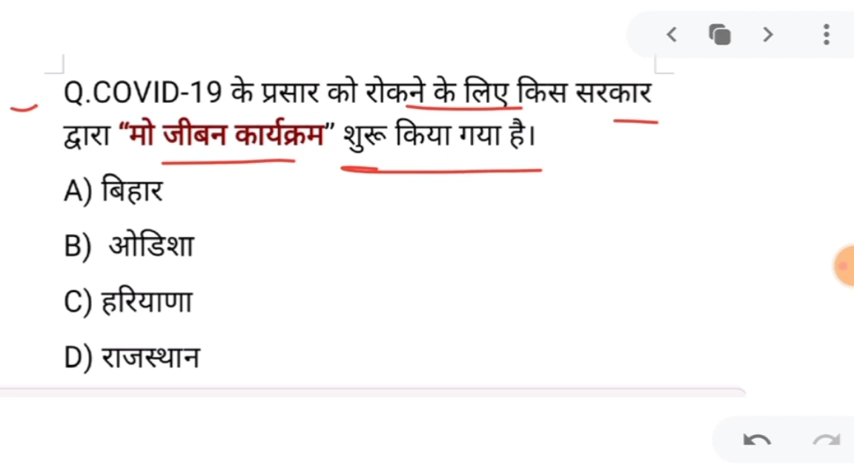 Q.COVID-19 के प्रसार को रोकने के लिए किस सरकार
द्वारा “मो जीबन कार्यक्रम” शुरू किया गया है।
A) बिहार
B) ओडिशा
C) हरियाणा
D) राजस्थान